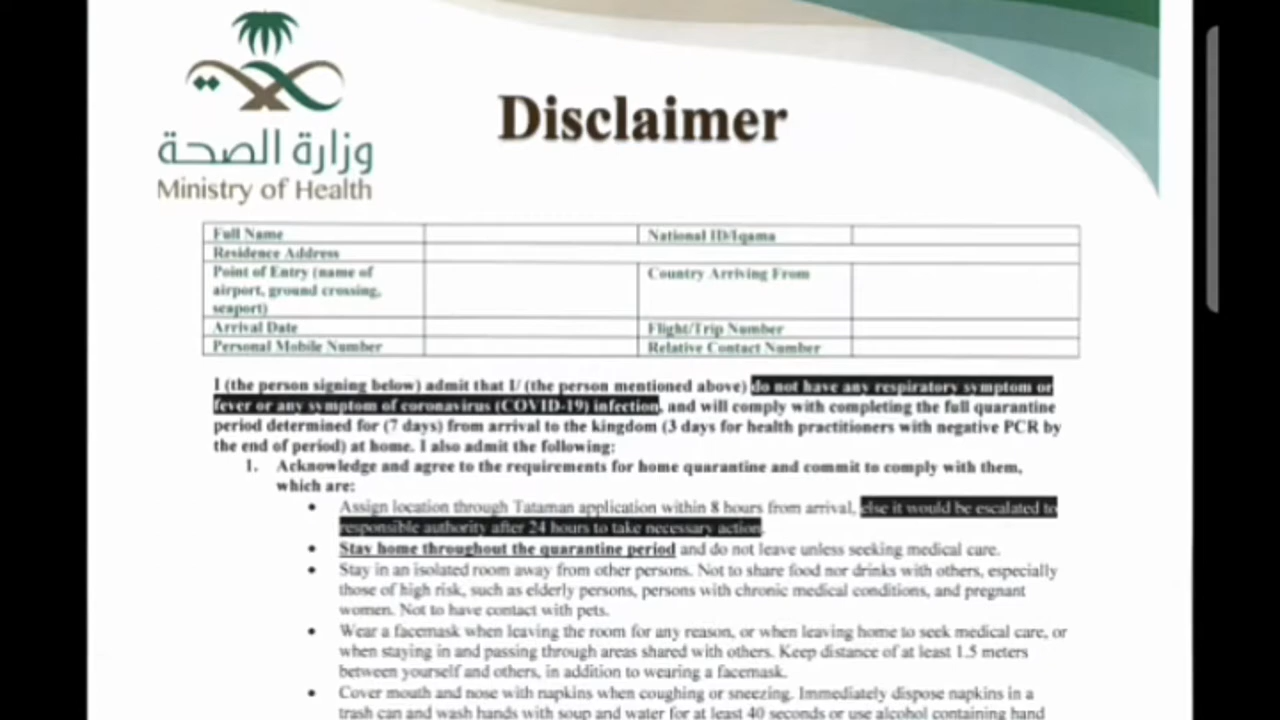 وزارة الصحة
Ministry of Health
Disclaimer
Full Name
National ID/Iqama
Residence Address
Point of Entry (name of
airport, ground crossing,
seaport)
Country Arriving From
Arrival Date
Flight/Trip Number
Personal Mobile Number
Relative Contact Number
I (the person signing below) admit that I/ (the person mentioned above) do not have any respiratory symptom or
fever or any symptom of coronavirus (COVID-19) infection, and will comply with completing the full quarantine
period determined for (7 days) from arrival to the kingdom (3 days for health practitioners with negative PCR by
the end of period) at home. I also admit the following:
1. Acknowledge and agree to the requirements for home quarantine and commit to comply with them,
which are:
• Assign location through Tataman application within 8 hours from arrival, else it would be escalated to
responsible authority after 24 hours to take necessary action.
• Stay home throughout the quarantine period and do not leave unless seeking medical care.
• Stay in an isolated room away from other persons. Not to share food nor drinks with others, especially
those of high risk, such as elderly persons, persons with chronic medical conditions, and pregnant
women. Not to have contact with pets.
• Wear a facemask when leaving the room for any reason, or when leaving home to seek medical care, or
when staying in and passing through areas shared with others. Keep distance of at least 1.5 meters
between yourself and others, in addition to wearing a facemask.
• Cover mouth and nose with napkins when coughing or sneezing. Immediately dispose napkins in a
trash can and wash hands with soup and water for at least 40 seconds or use alcohol containing hand